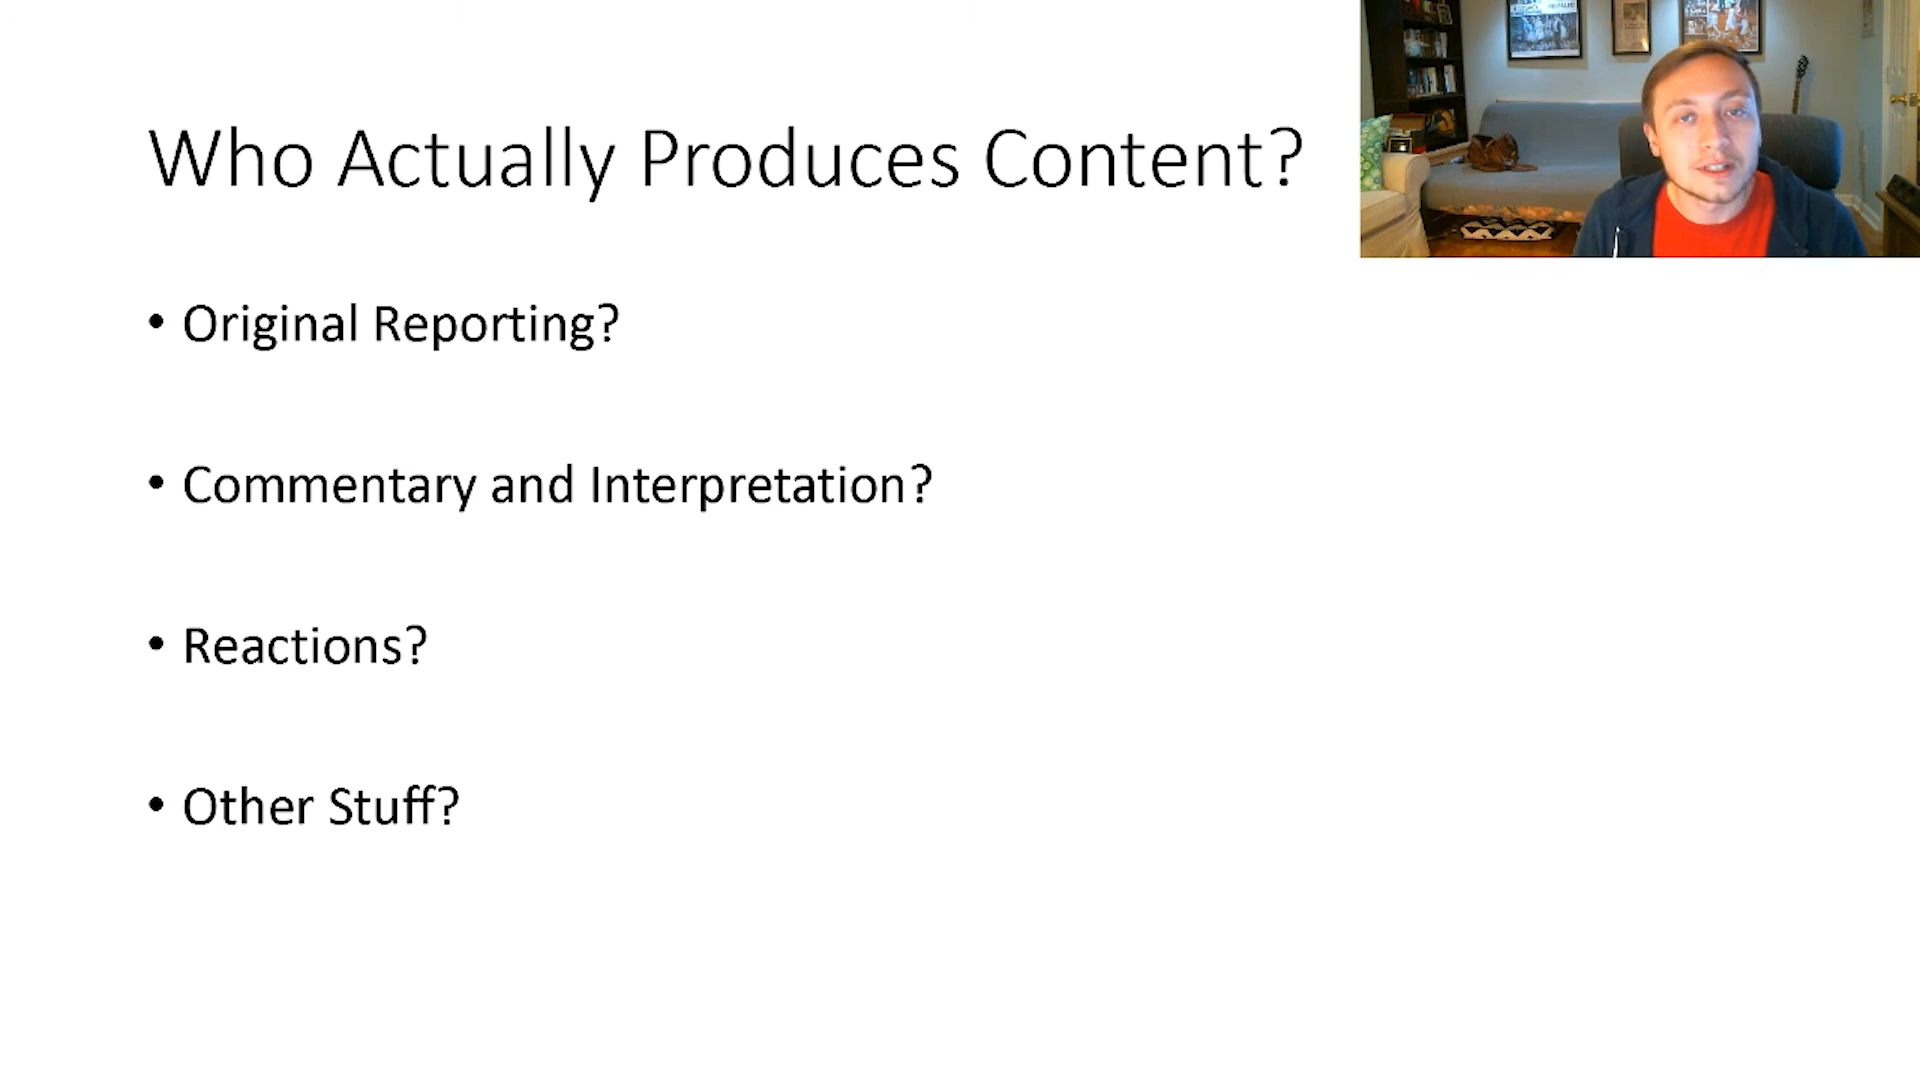 Who Actually Produces Content?
• Original Reporting?
• Commentary and Interpretation?
• Reactions?
• Other Stuff?